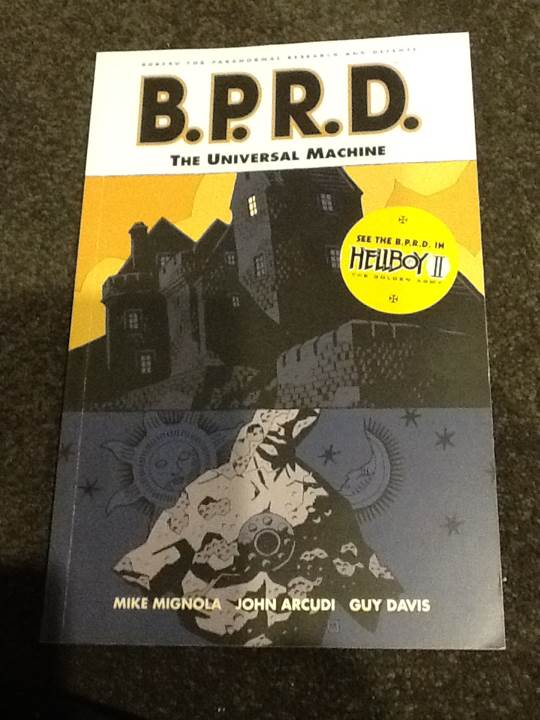 BUREAU FOR PARANORMAL RESEARCH AND DEFENSE
B.P.R.D.
THE UNIVERSAL MACHINE
SEE THE B.P.R.D. IN
HELLBOY II
THE GOLDEN ARMY
MIKE MIGNOLA JOHN ARCUDI GUY DAVIS